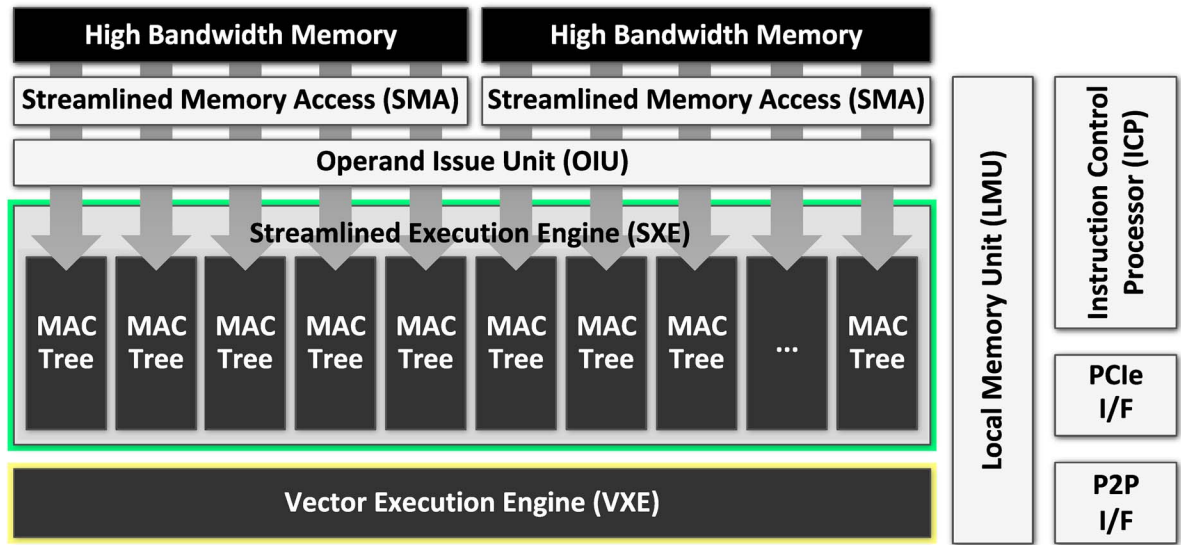 High Bandwidth Memory
High Bandwidth Memory
Streamlined Memory Access (SMA)
Streamlined Memory Access (SMA)
Operand Issue Unit (OIU)
Streamlined Execution Engine (SXE)
MAC
Tree
MAC
Tree
MAC
Tree
MAC
Tree
MAC
Tree
MAC
Tree
MAC
Tree
MAC
Tree
...
MAC
Tree
Vector Execution Engine (VXE)
Local Memory Unit (LMU)
Instruction Control
Processor (ICP)
PCIe
I/F
P2P
I/F